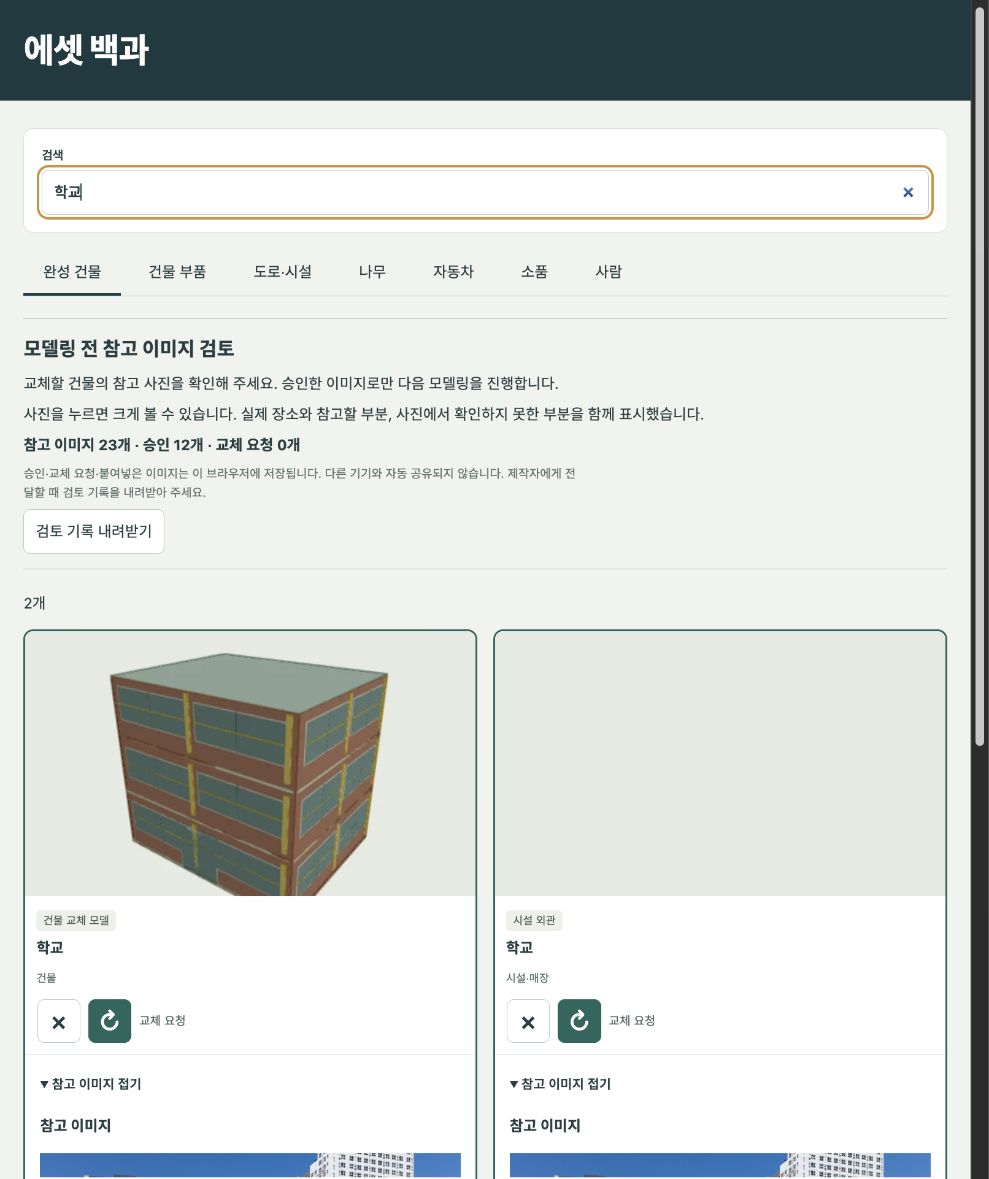 에셋 백과
검색
학교
완성 건물 건물 부품 도로·시설 나무 자동차 소품 사람
모델링 전 참고 이미지 검토
교체할 건물의 참고 사진을 확인해 주세요. 승인한 이미지로만 다음 모델링을 진행합니다.
사진을 누르면 크게 볼 수 있습니다. 실제 장소와 참고할 부분, 사진에서 확인하지 못한 부분을 함께 표시했습니다.
참고 이미지 23개 · 승인 12개 · 교체 요청 0개
승인·교체 요청·붙여넣은 이미지는 이 브라우저에 저장됩니다. 다른 기기와 자동 공유되지 않습니다. 제작자에게 전
달할 때 검토 기록을 내려받아 주세요.
검토 기록 내려받기
2개
건물 교체 모델
학교
건물
교체 요청
▼ 참고 이미지 접기
참고 이미지
시설 외관
학교
시설·매장
교체 요청
▼ 참고 이미지 접기
참고 이미지